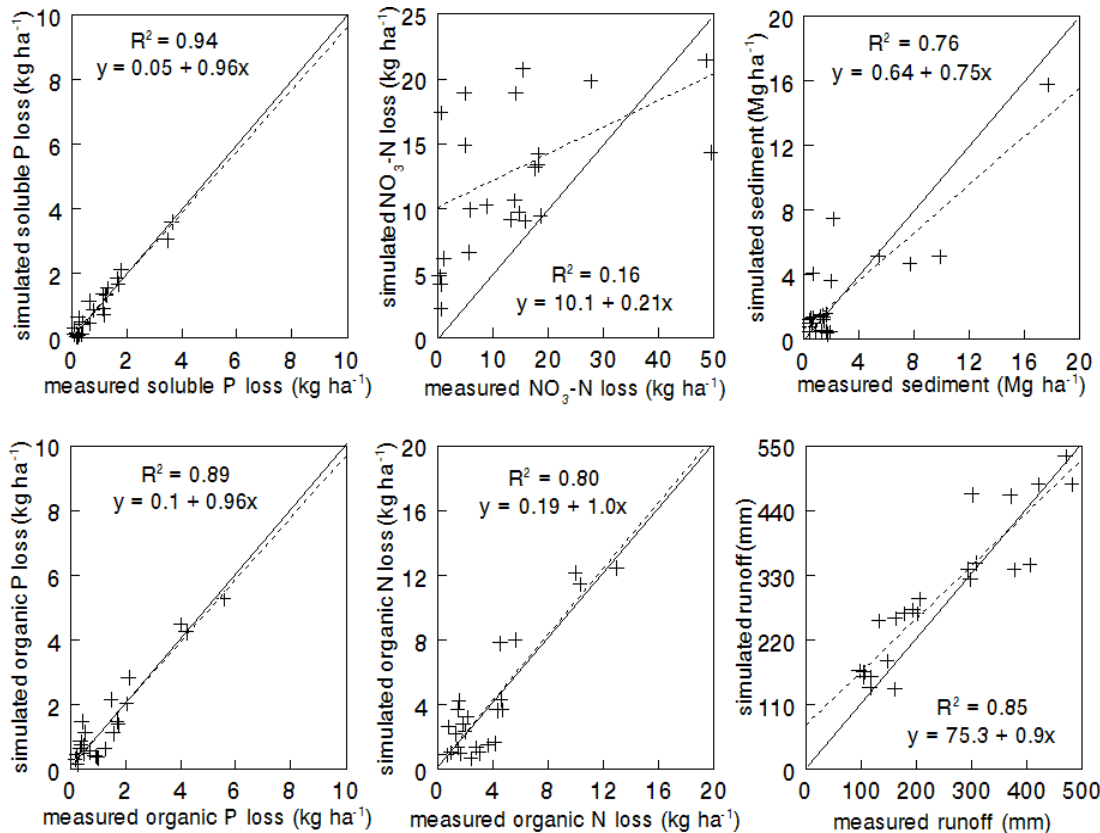 simulated soluble P loss (kg ha⁻¹)
10
8
6
4
2
0
R² = 0.94
y = 0.05 + 0.96x
0 2 4 6 8 10
measured soluble P loss (kg ha⁻¹)
simulated NO₃-N loss (kg ha⁻¹)
25
20
15
10
5
0
R² = 0.16
y = 10.1 + 0.21x
0 10 20 30 40 50
measured NO₃-N loss (kg ha⁻¹)
simulated sediment (Mg ha⁻¹)
20
16
12
8
4
0
R² = 0.76
y = 0.64 + 0.75x
0 4 8 12 16 20
measured sediment (Mg ha⁻¹)
simulated organic P loss (kg ha⁻¹)
10
8
6
4
2
0
R² = 0.89
y = 0.1 + 0.96x
0 2 4 6 8 10
measured organic P loss (kg ha⁻¹)
simulated organic N loss (kg ha⁻¹)
20
16
12
8
4
0
R² = 0.80
y = 0.19 + 1.0x
0 4 8 12 16 20
measured organic N loss (kg ha⁻¹)
simulated runoff (mm)
550
440
330
220
110
0
R² = 0.85
y = 75.3 + 0.9x
0 100 200 300 400 500
measured runoff (mm)